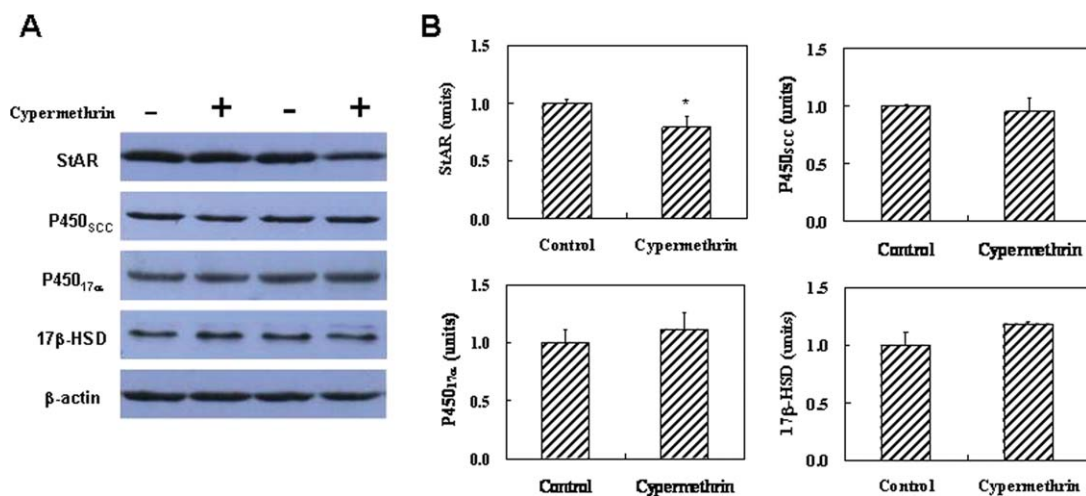 A
Cypermethrin – + – +
StAR
P450SCC
P45017α
17β-HSD
β-actin
B
StAR (units)
1.5
1.0
0.5
0.0
*
Control Cypermethrin
P450SCC (units)
1.5
1.0
0.5
0.0
Control Cypermethrin
P45017α (units)
1.5
1.0
0.5
0.0
Control Cypermethrin
17β-HSD (units)
1.5
1.0
0.5
0.0
Control Cypermethrin